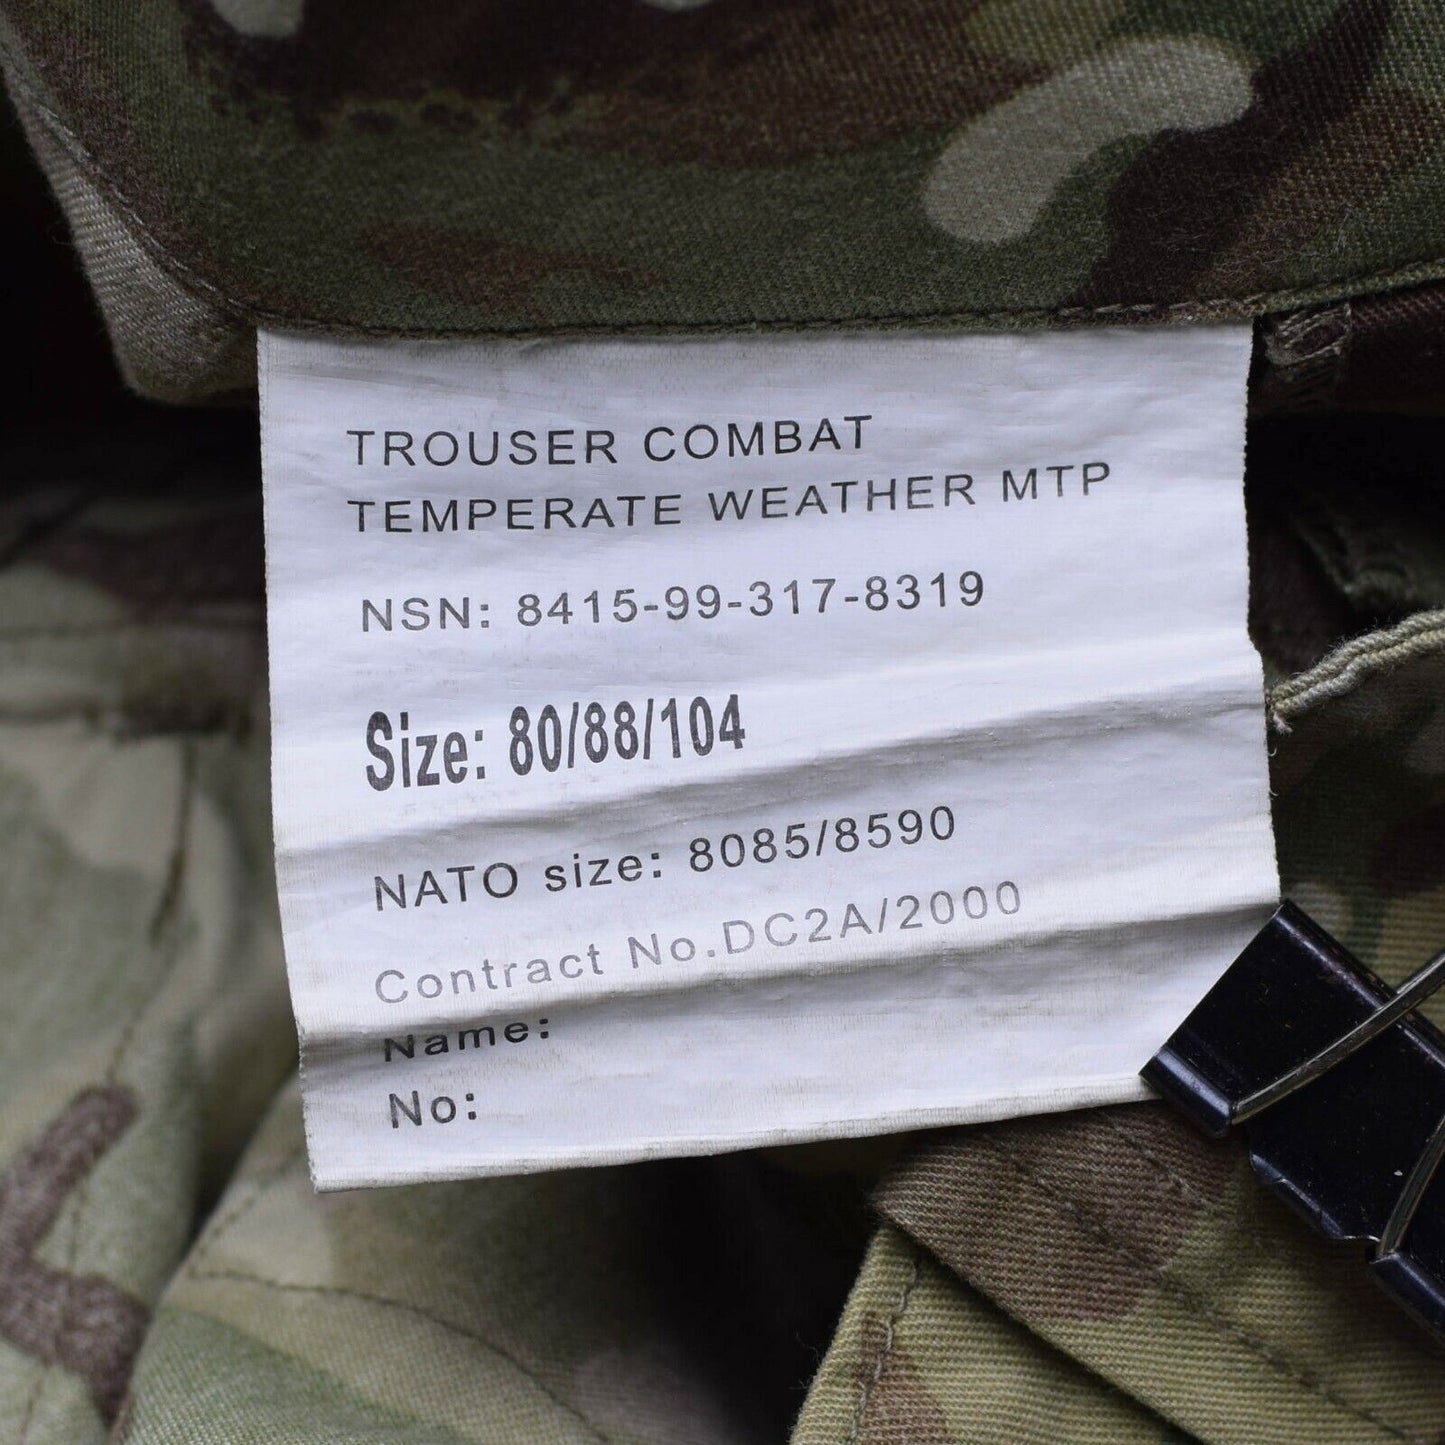 TROUSER COMBAT
TEMPERATE WEATHER MTP
NSN: 8415-99-317-8319
Size: 80/88/104
NATO size: 8085/8590
Contract No.DC2A/2000
Name:
No: